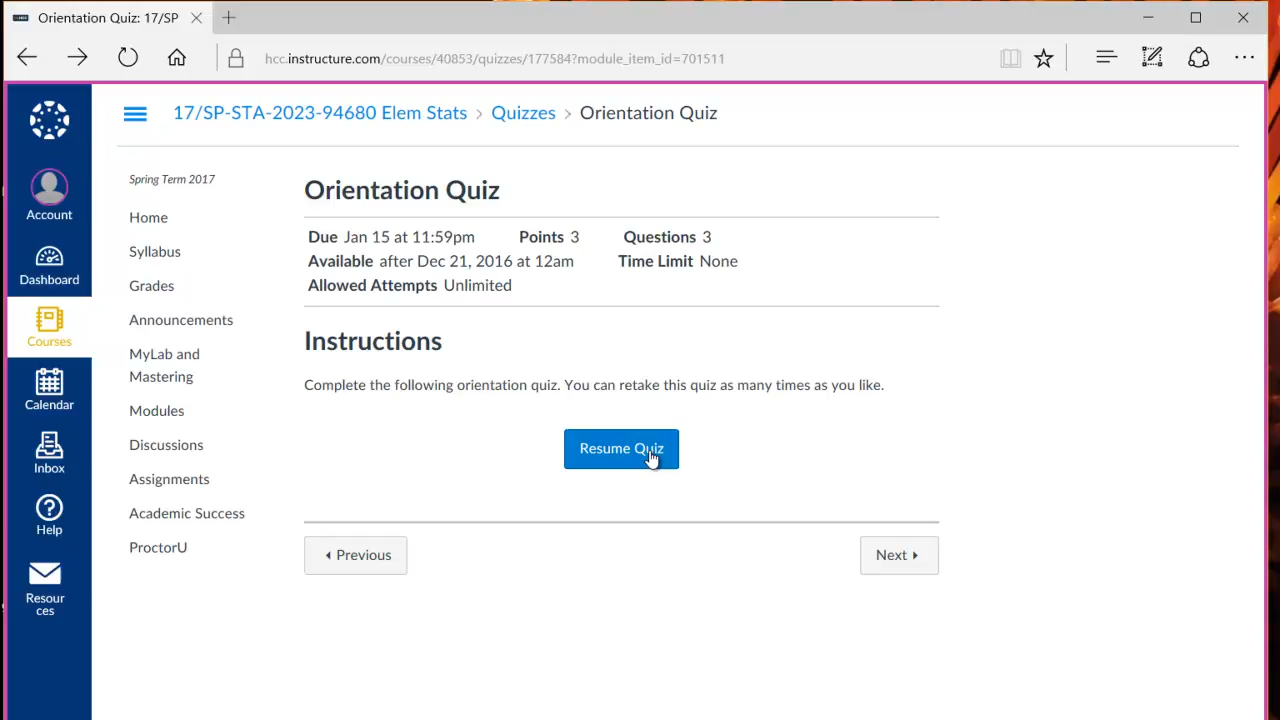 Orientation Quiz: 17/SP
hcc.instructure.com/courses/40853/quizzes/177584?module_item_id=701511
17/SP-STA-2023-94680 Elem Stats > Quizzes > Orientation Quiz
Account
Dashboard
Courses
Calendar
Inbox
Help
Resour
ces
Spring Term 2017
Home
Syllabus
Grades
Announcements
MyLab and
Mastering
Modules
Discussions
Assignments
Academic Success
ProctorU
Orientation Quiz
Due Jan 15 at 11:59pm Points 3 Questions 3
Available after Dec 21, 2016 at 12am Time Limit None
Allowed Attempts Unlimited
Instructions
Complete the following orientation quiz. You can retake this quiz as many times as you like.
Resume Quiz
Previous
Next